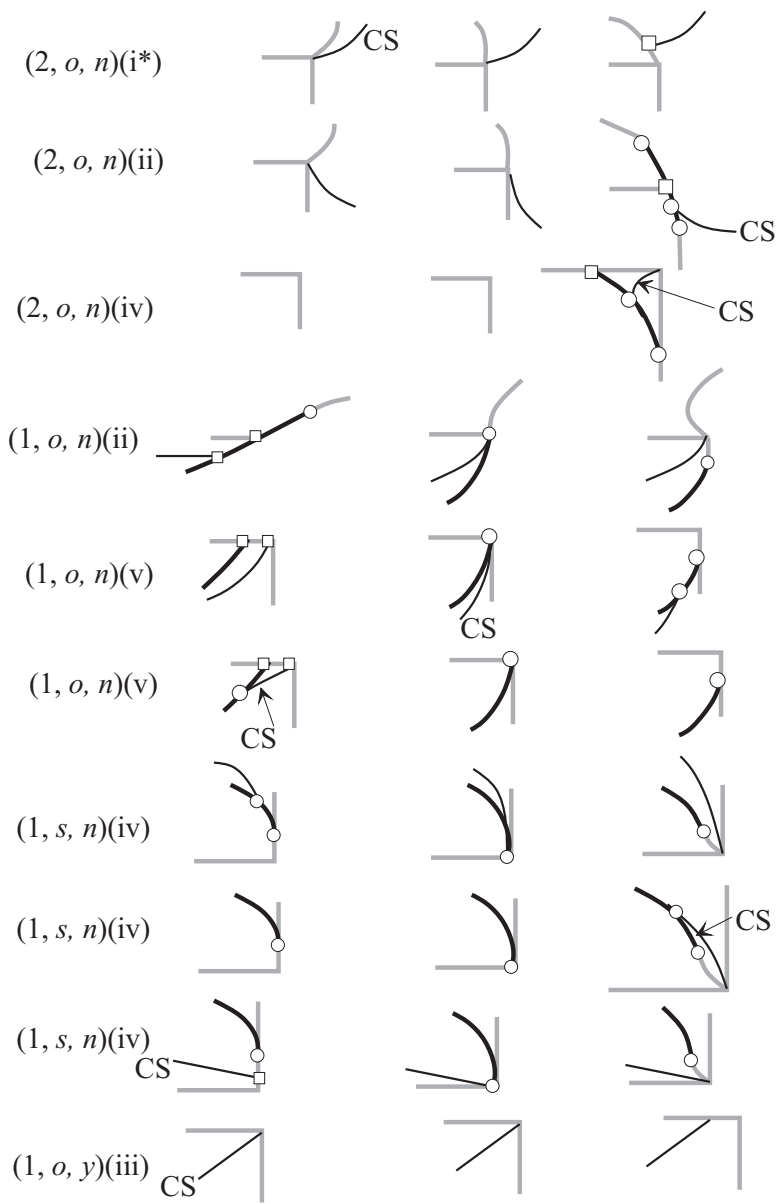 (2, o, n)(i*) CS
(2, o, n)(ii) CS
(2, o, n)(iv) CS
(1, o, n)(ii)
(1, o, n)(v) CS
(1, o, n)(v) CS
(1, s, n)(iv)
(1, s, n)(iv) CS
(1, s, n)(iv) CS
(1, o, y)(iii) CS